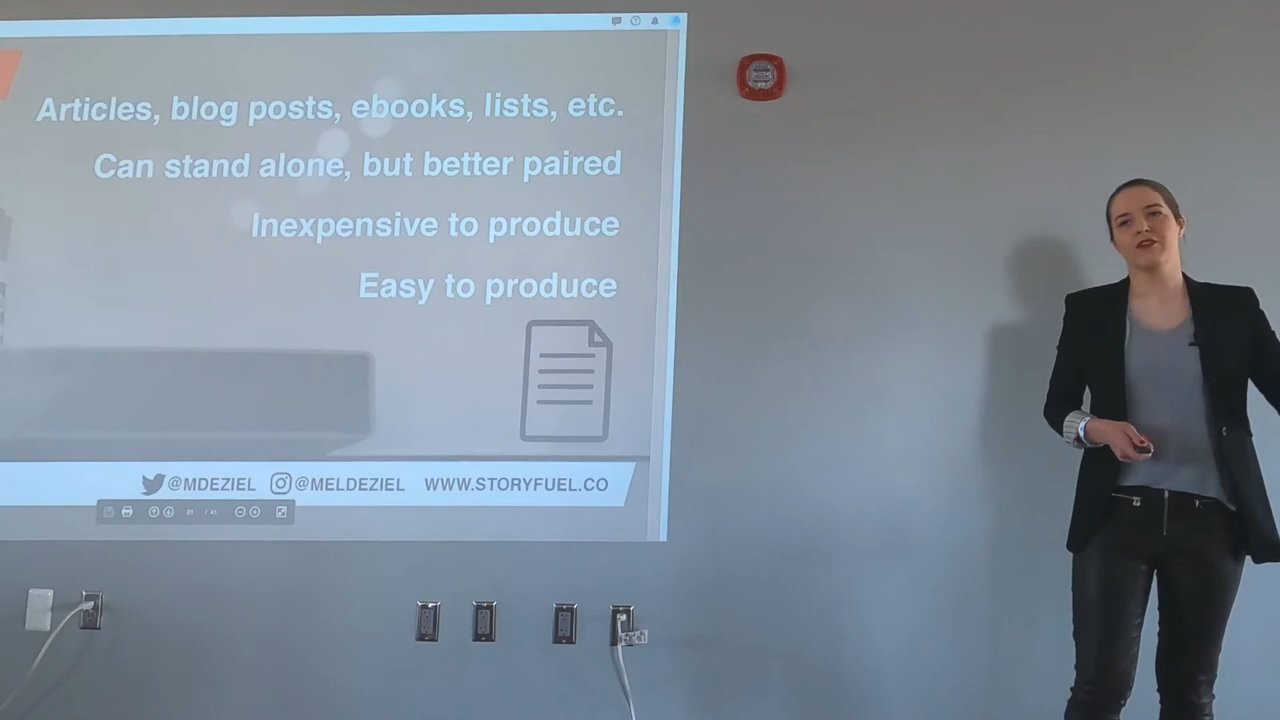 Articles, blog posts, ebooks, lists, etc.
Can stand alone, but better paired
Inexpensive to produce
Easy to produce
@MDEZIEL @MELDEZIEL WWW.STORYFUEL.CO